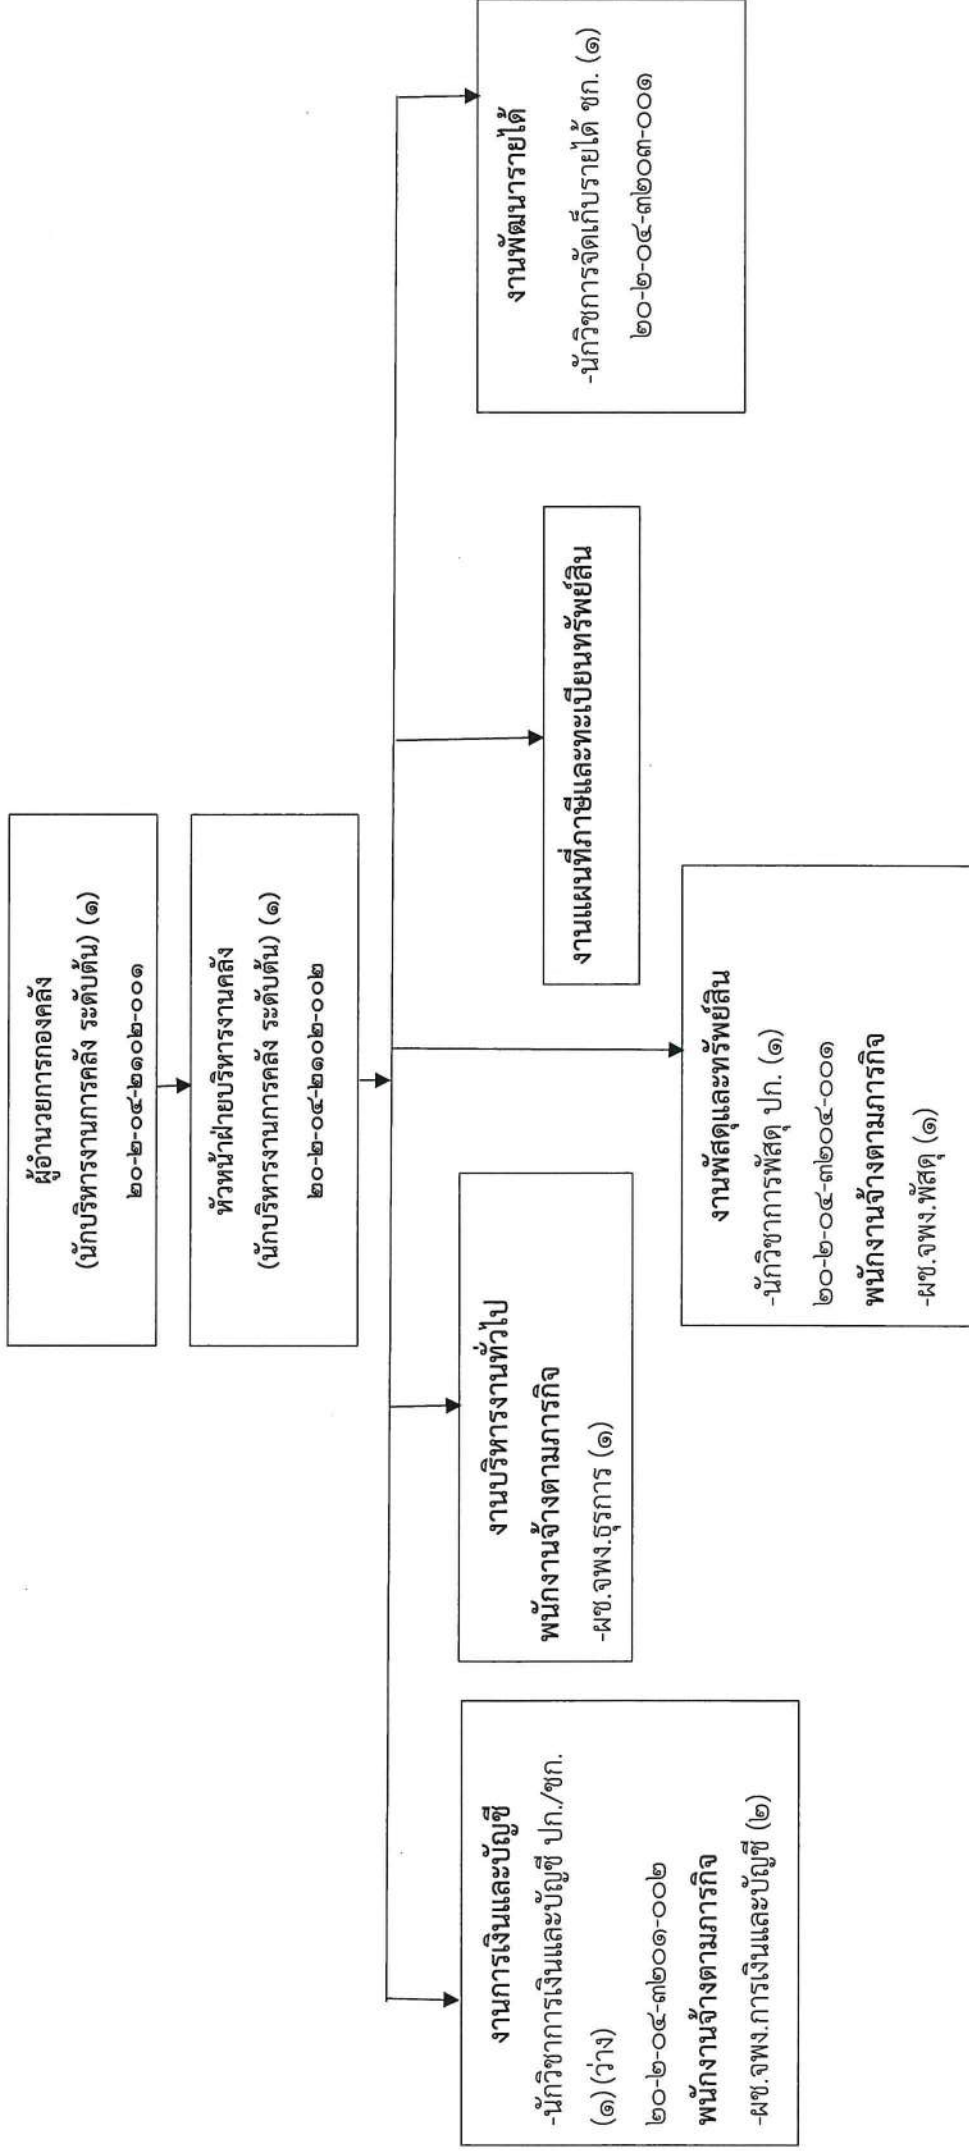 ผู้อำนวยการกองคลัง
(นักบริหารงานการคลัง ระดับต้น) (๑)
๒๐-๒-๐๔-๒๑๐๒-๐๐๑
หัวหน้าฝ่ายบริหารงานคลัง
(นักบริหารงานการคลัง ระดับต้น) (๑)
๒๐-๒-๐๔-๒๑๐๒-๐๐๒
งานการเงินและบัญชี
-นักวิชาการเงินและบัญชี ปก./ชก.
(๑) (ว่าง)
๒๐-๒-๐๔-๓๒๐๑-๐๐๒
พนักงานจ้างตามภารกิจ
-ผช.จพง.การเงินและบัญชี (๒)
งานบริหารงานทั่วไป
พนักงานจ้างตามภารกิจ
-ผช.จพง.ธุรการ (๑)
งานพัสดุและทรัพย์สิน
-นักวิชาการพัสดุ ปก. (๑)
๒๐-๒-๐๔-๓๒๐๔-๐๐๑
พนักงานจ้างตามภารกิจ
-ผช.จพง.พัสดุ (๑)
งานแผนที่ภาษีและทะเบียนทรัพย์สิน
งานพัฒนารายได้
-นักวิชการจัดเก็บรายได้ ชก. (๑)
๒๐-๒-๐๔-๓๒๐๓-๐๐๑